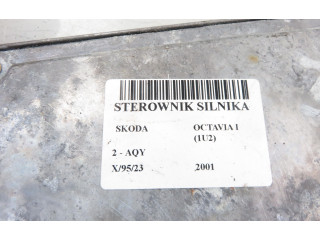 STEROWNIK SILNIKA
SKODA OCTAVIA I
(1U2)
2 - AQY
X/95/23 2001